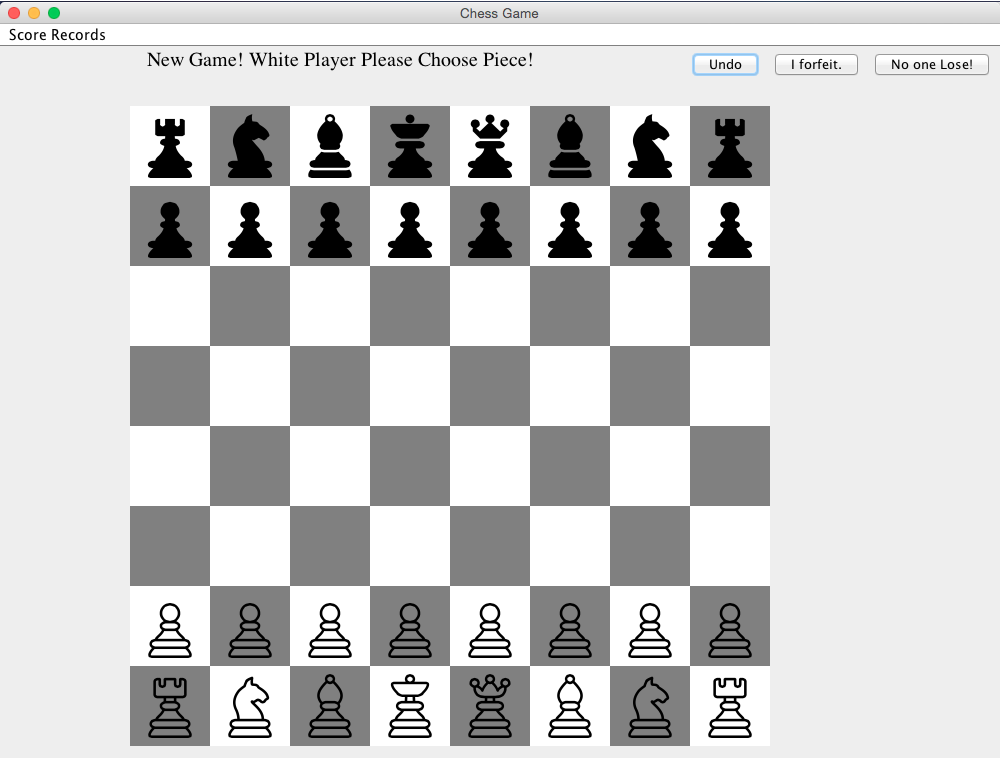 Chess Game
Score Records
New Game! White Player Please Choose Piece!
Undo
I forfeit.
No one Lose!